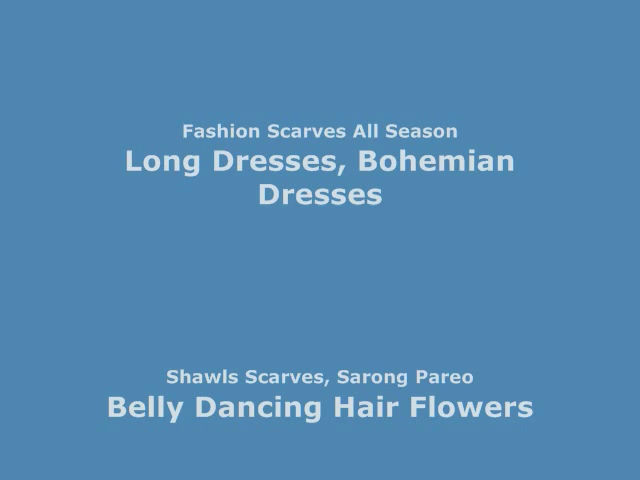 Fashion Scarves All Season
Long Dresses, Bohemian
Dresses
Shawls Scarves, Sarong Pareo
Belly Dancing Hair Flowers